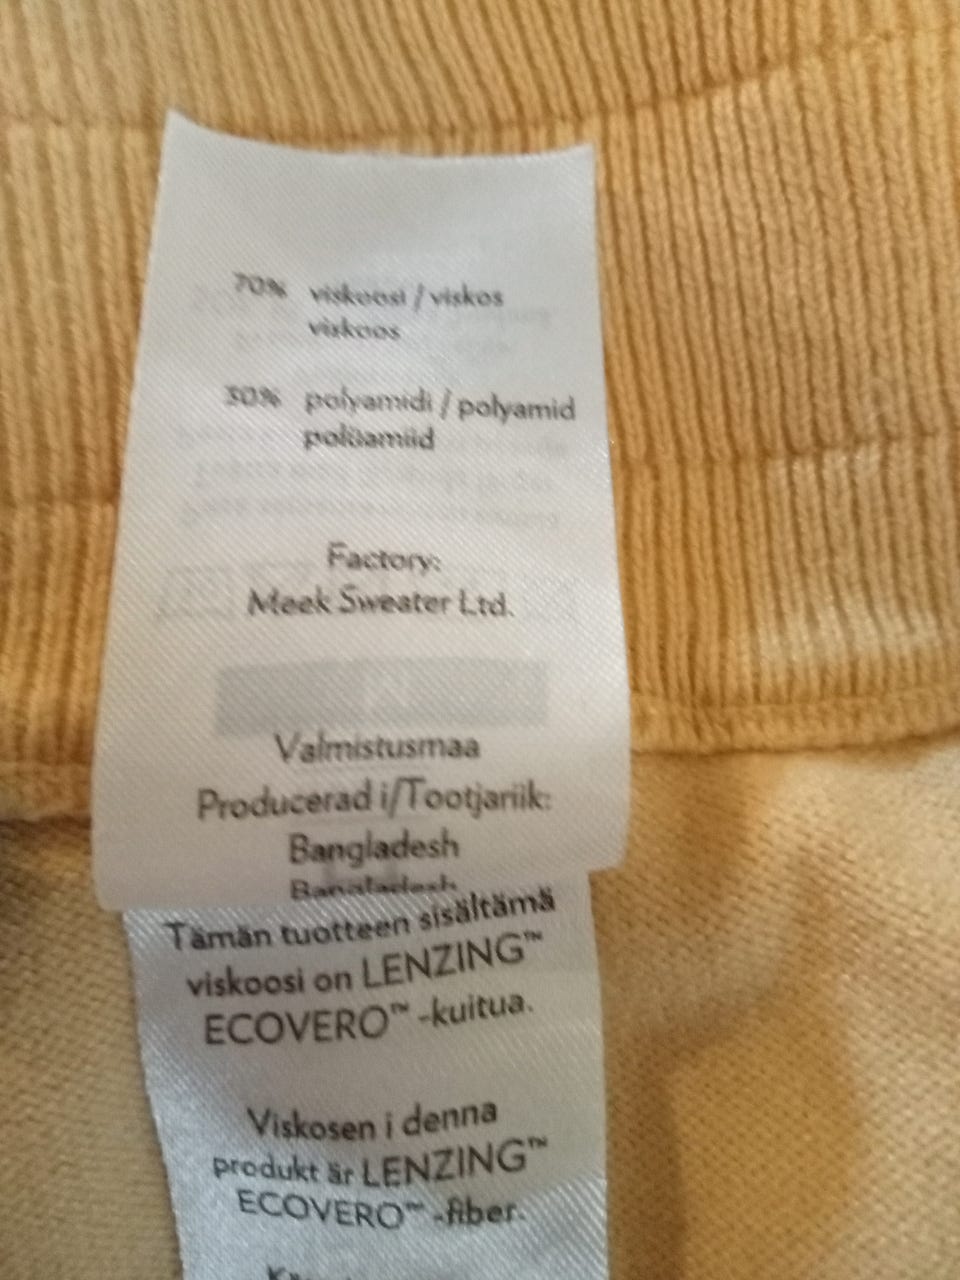 70% viskoosi / viskos
viskoos
30% polyamidi / polyamid
polüamiid
Factory:
Meek Sweater Ltd.
Valmistusmaa
Producerad i/Tootjariik:
Bangladesh
Bangladesh
Tämän tuotteen sisältämä
viskoosi on LENZING™
ECOVERO™ -kuitua.
Viskosen i denna
produkt är LENZING™
ECOVERO™ -fiber.